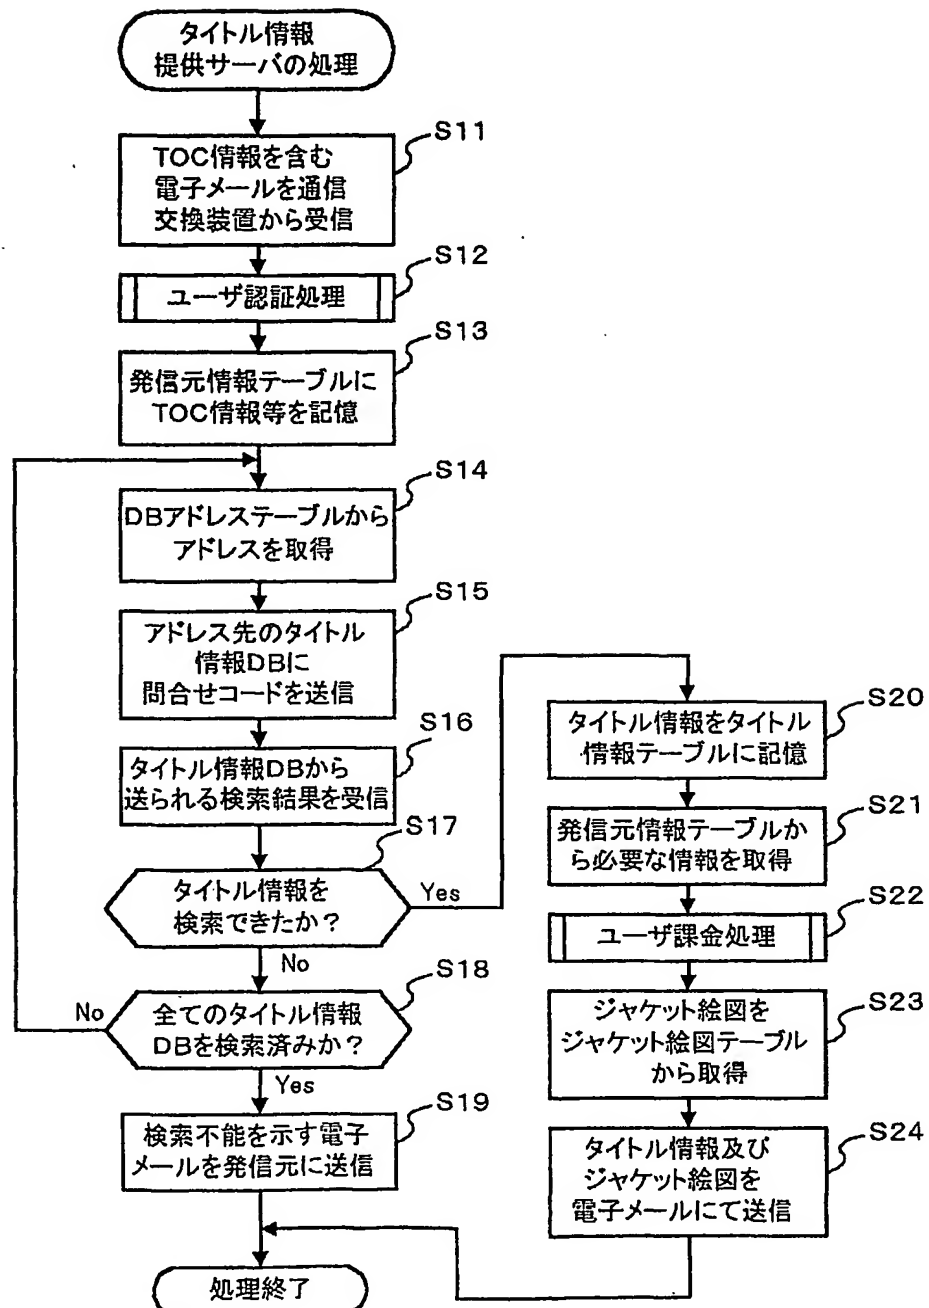 タイトル情報
提供サーバの処理
S11
TOC情報を含む
電子メールを通信
交換装置から受信
S12
ユーザ認証処理
S13
発信元情報テーブルに
TOC情報等を記憶
S14
DBアドレステーブルから
アドレスを取得
S15
アドレス先のタイトル
情報DBに
問合せコードを送信
S16
タイトル情報DBから
送られる検索結果を受信
S17
タイトル情報を
検索できたか?
Yes
No
S18
全てのタイトル情報
DBを検索済みか?
No
Yes
S19
検索不能を示す電子
メールを発信元に送信
S20
タイトル情報をタイトル
情報テーブルに記憶
S21
発信元情報テーブルか
ら必要な情報を取得
S22
ユーザ課金処理
S23
ジャケット絵図を
ジャケット絵図テーブル
から取得
S24
タイトル情報及び
ジャケット絵図を
電子メールにて送信
処理終了